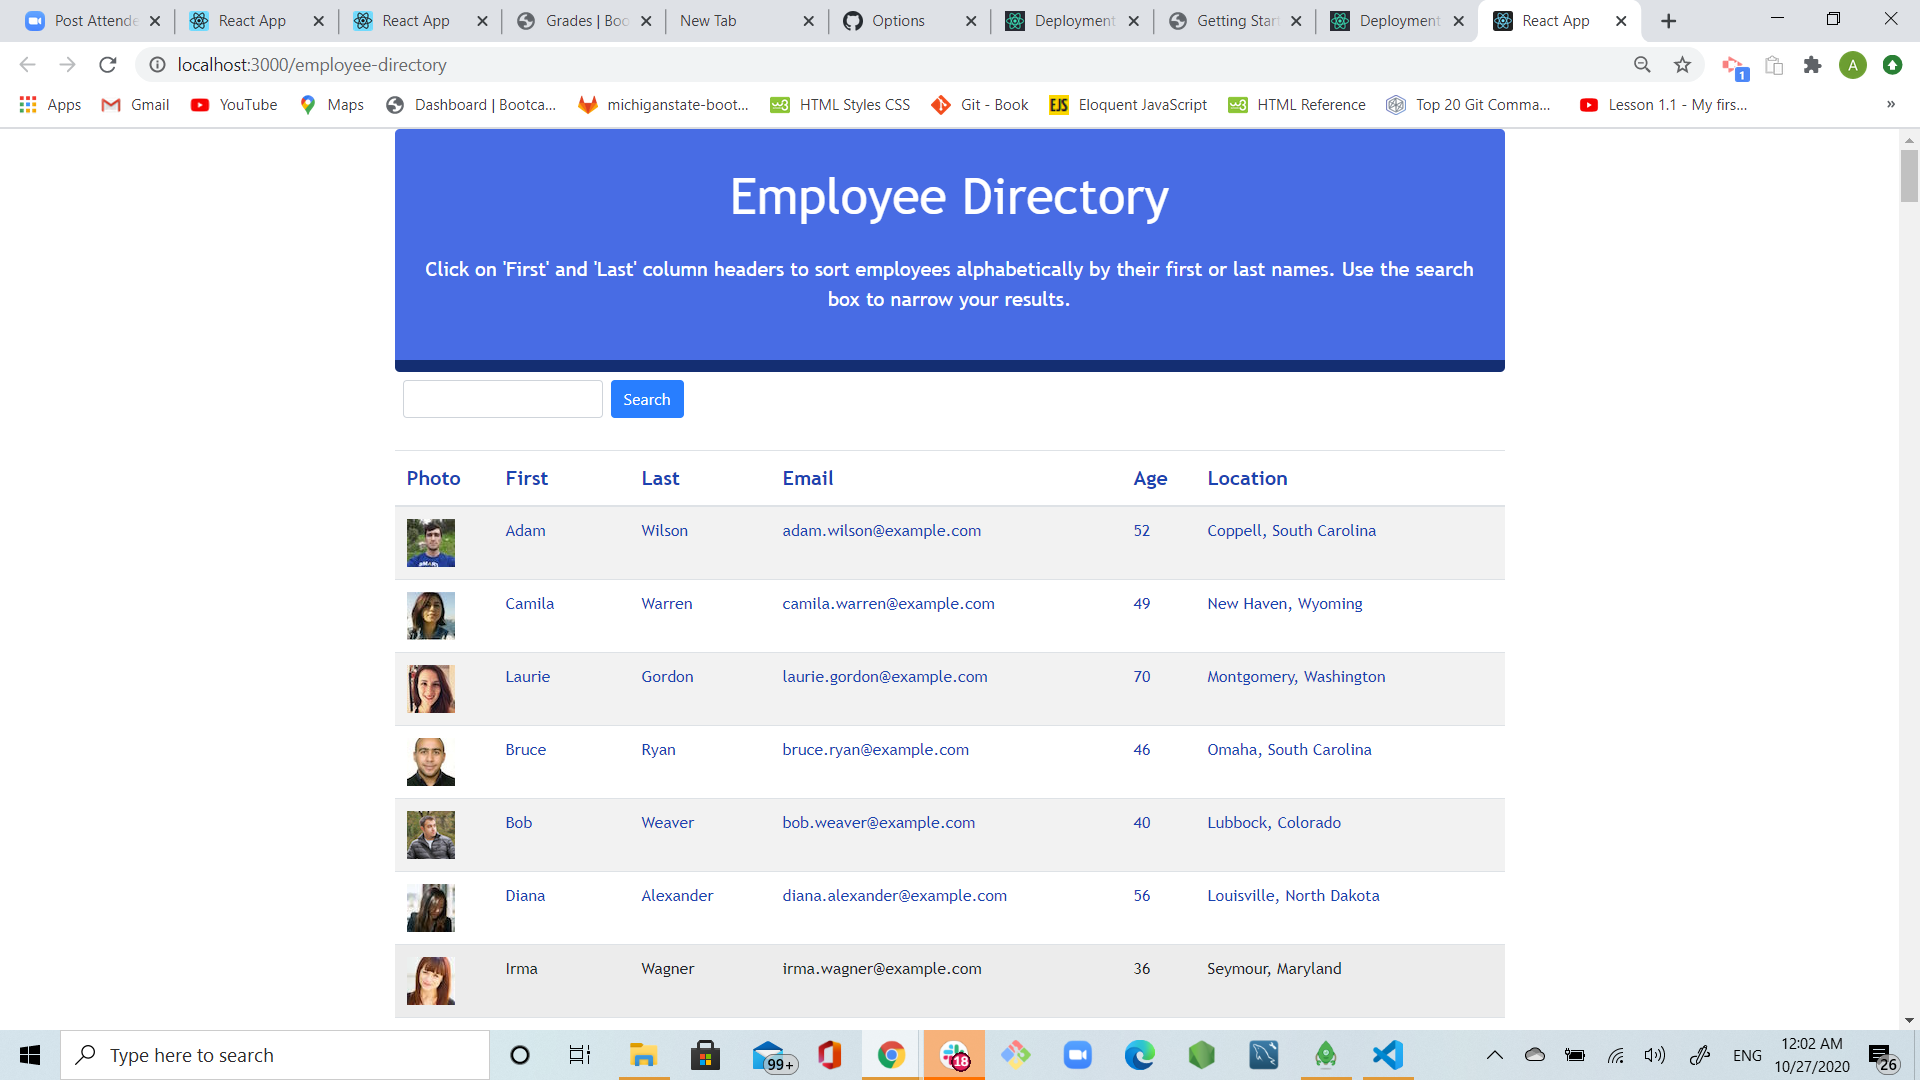 Post Attende
React App
React App
Grades | Boo
New Tab
Options
Deployment
Getting Star
Deployment
React App
localhost:3000/employee-directory
1
A
Apps
Gmail
YouTube
Maps
Dashboard | Bootca...
michiganstate-boot...
w3
HTML Styles CSS
Git - Book
EJS
Eloquent JavaScript
w3
HTML Reference
Top 20 Git Comma...
Lesson 1.1 - My firs...
»
Employee Directory
Click on 'First' and 'Last' column headers to sort employees alphabetically by their first or last names. Use the search
box to narrow your results.
Search
Photo First Last Email Age Location
Adam Wilson adam.wilson@example.com 52 Coppell, South Carolina
Camila Warren camila.warren@example.com 49 New Haven, Wyoming
Laurie Gordon laurie.gordon@example.com 70 Montgomery, Washington
Bruce Ryan bruce.ryan@example.com 46 Omaha, South Carolina
Bob Weaver bob.weaver@example.com 40 Lubbock, Colorado
Diana Alexander diana.alexander@example.com 56 Louisville, North Dakota
Irma Wagner irma.wagner@example.com 36 Seymour, Maryland
Type here to search
99+
18
ENG
12:02 AM
10/27/2020
26